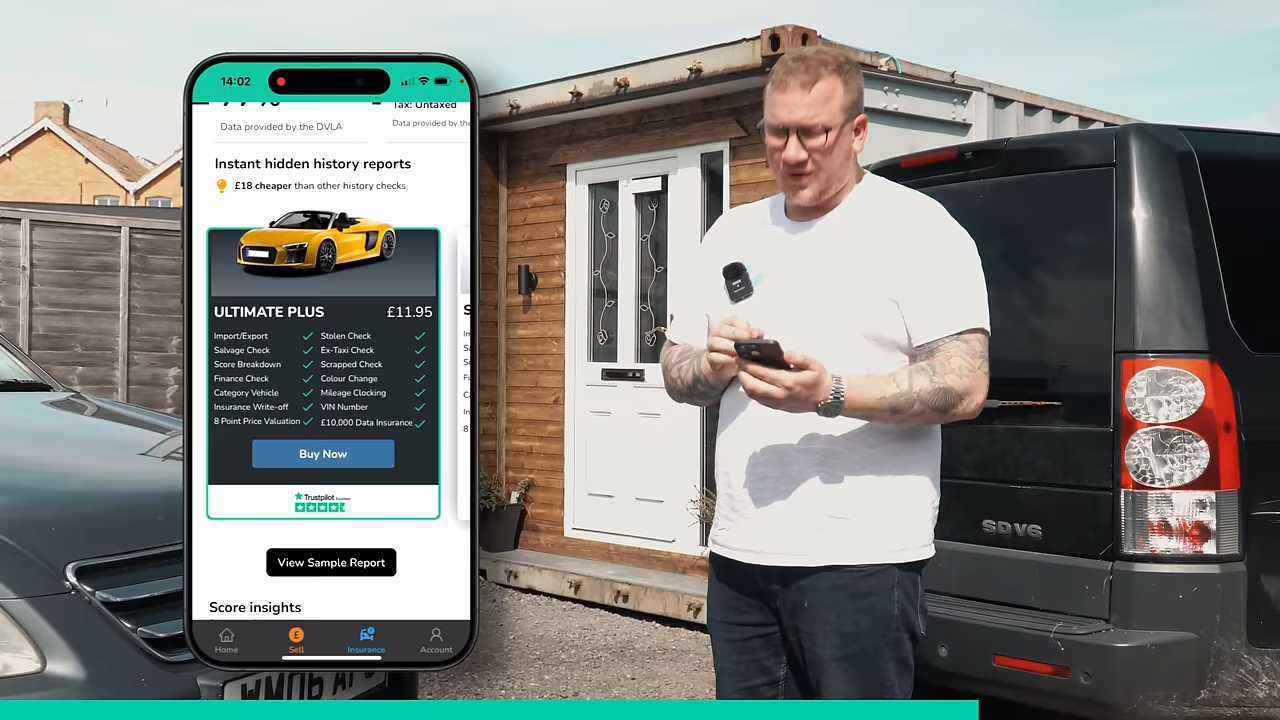 14:02
Tax: Untaxed
Data provided by the DVLA
Data provided by the
Instant hidden history reports
£18 cheaper than other history checks
ULTIMATE PLUS £11.95
Import/Export Stolen Check
Salvage Check Ex-Taxi Check
Score Breakdown Scrapped Check
Finance Check Colour Change
Category Vehicle Mileage Clocking
Insurance Write-off VIN Number
8 Point Price Valuation £10,000 Data Insurance
Buy Now
Trustpilot
View Sample Report
Score insights
Home Sell Insurance Account
SDV6